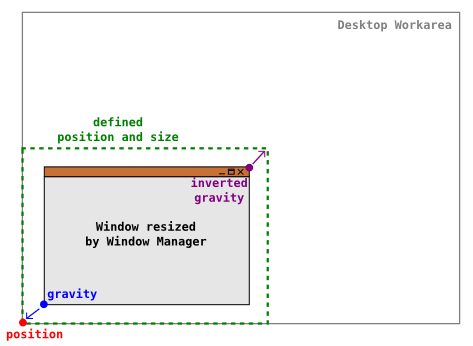 Desktop Workarea
defined
position and size
inverted
gravity
Window resized
by Window Manager
gravity
position